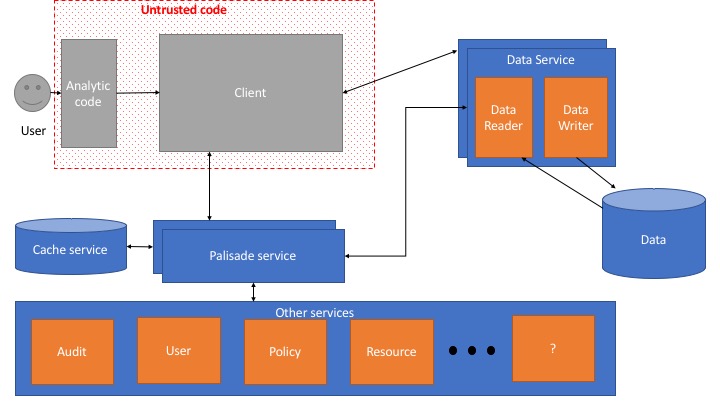 Untrusted code
Analytic
code
Client
User
Data Service
Data
Reader
Data
Writer
Data
Cache service
Palisade service
Other services
Audit
User
Policy
Resource
?